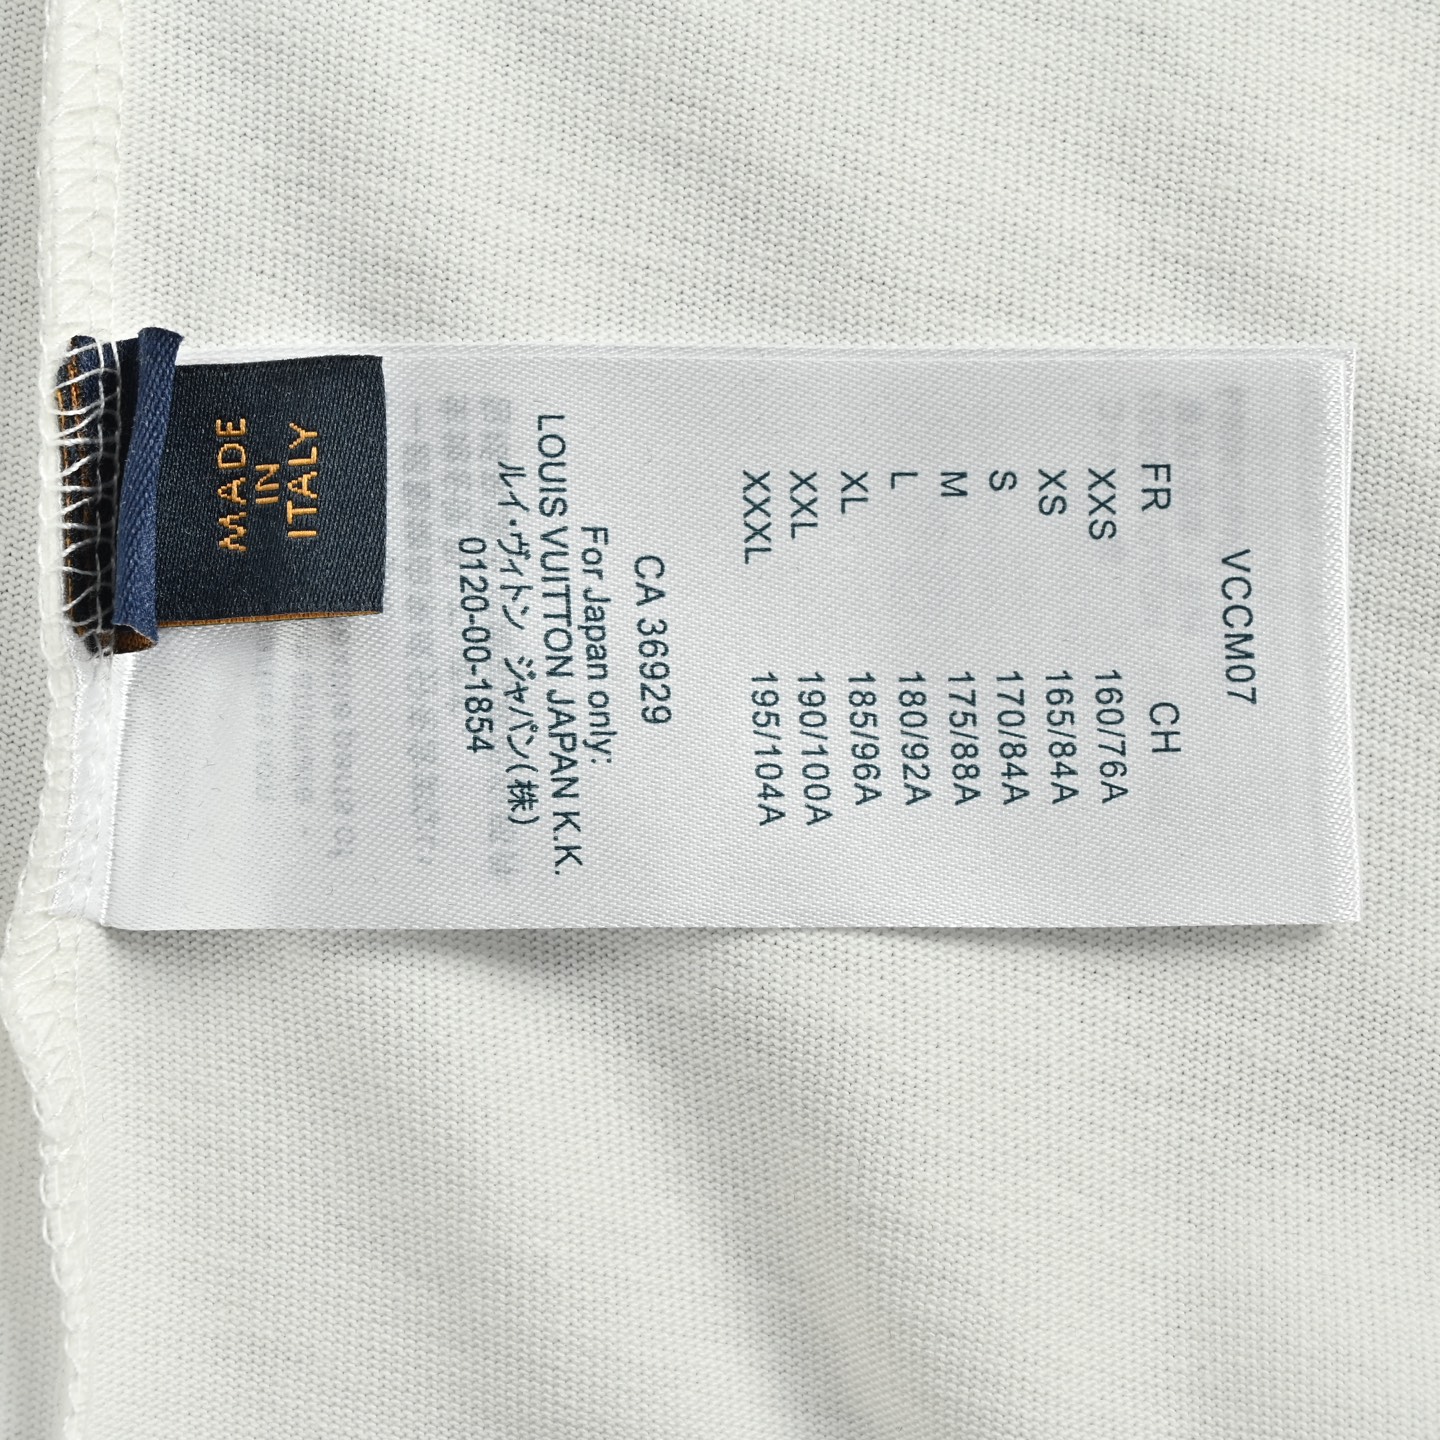 VCCM07
FR CH
XXS 160/76A
XS 165/84A
S 170/84A
M 175/88A
L 180/92A
XL 185/96A
XXL 190/100A
XXXL 195/104A
CA 36929
For Japan only:
LOUIS VUITTON JAPAN K.K.
ルイ・ヴィトン ジャパン(株)
0120-00-1854
MADE
IN
ITALY